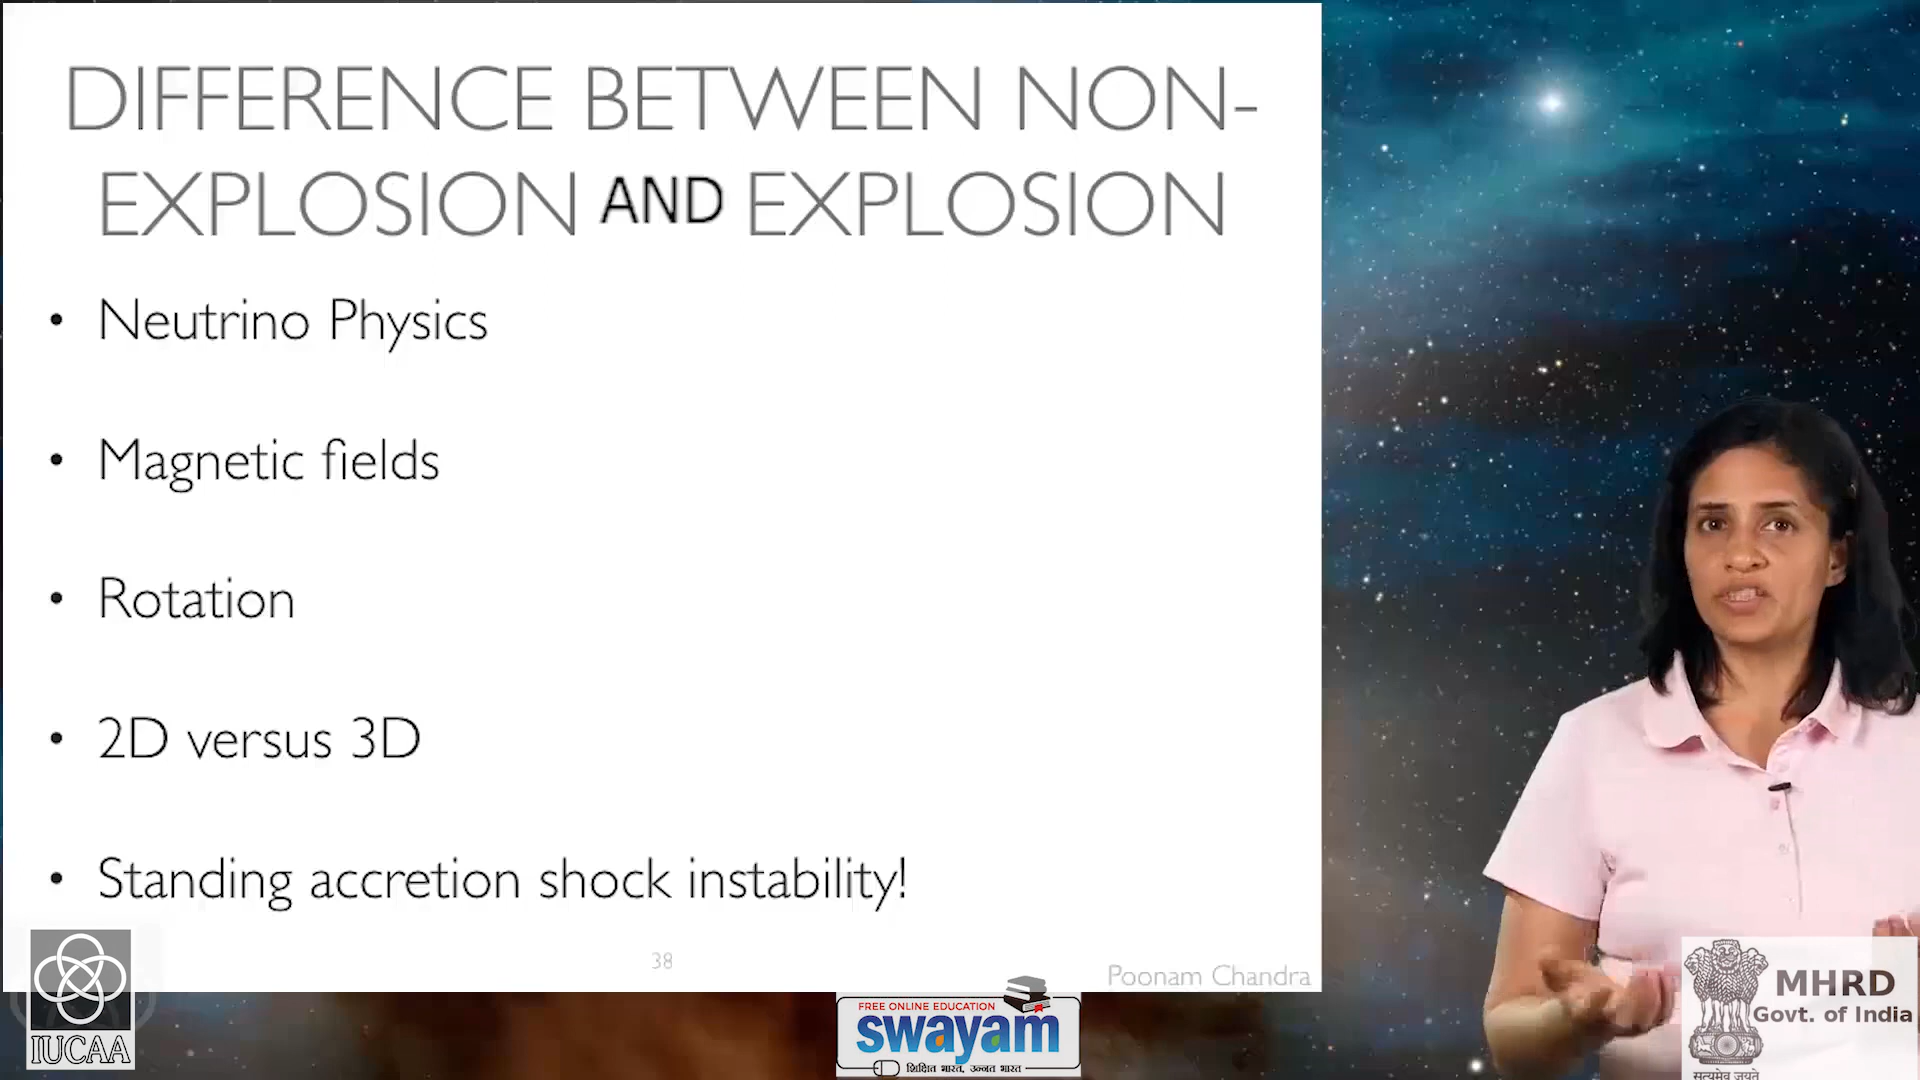 DIFFERENCE BETWEEN NON-
EXPLOSION AND EXPLOSION
• Neutrino Physics
• Magnetic fields
• Rotation
• 2D versus 3D
• Standing accretion shock instability!
38
Poonam Chandra
IUCAA
FREE ONLINE EDUCATION
swayam
शिक्षित भारत, उन्नत भारत
MHRD
Govt. of India
सत्यमेव जयते